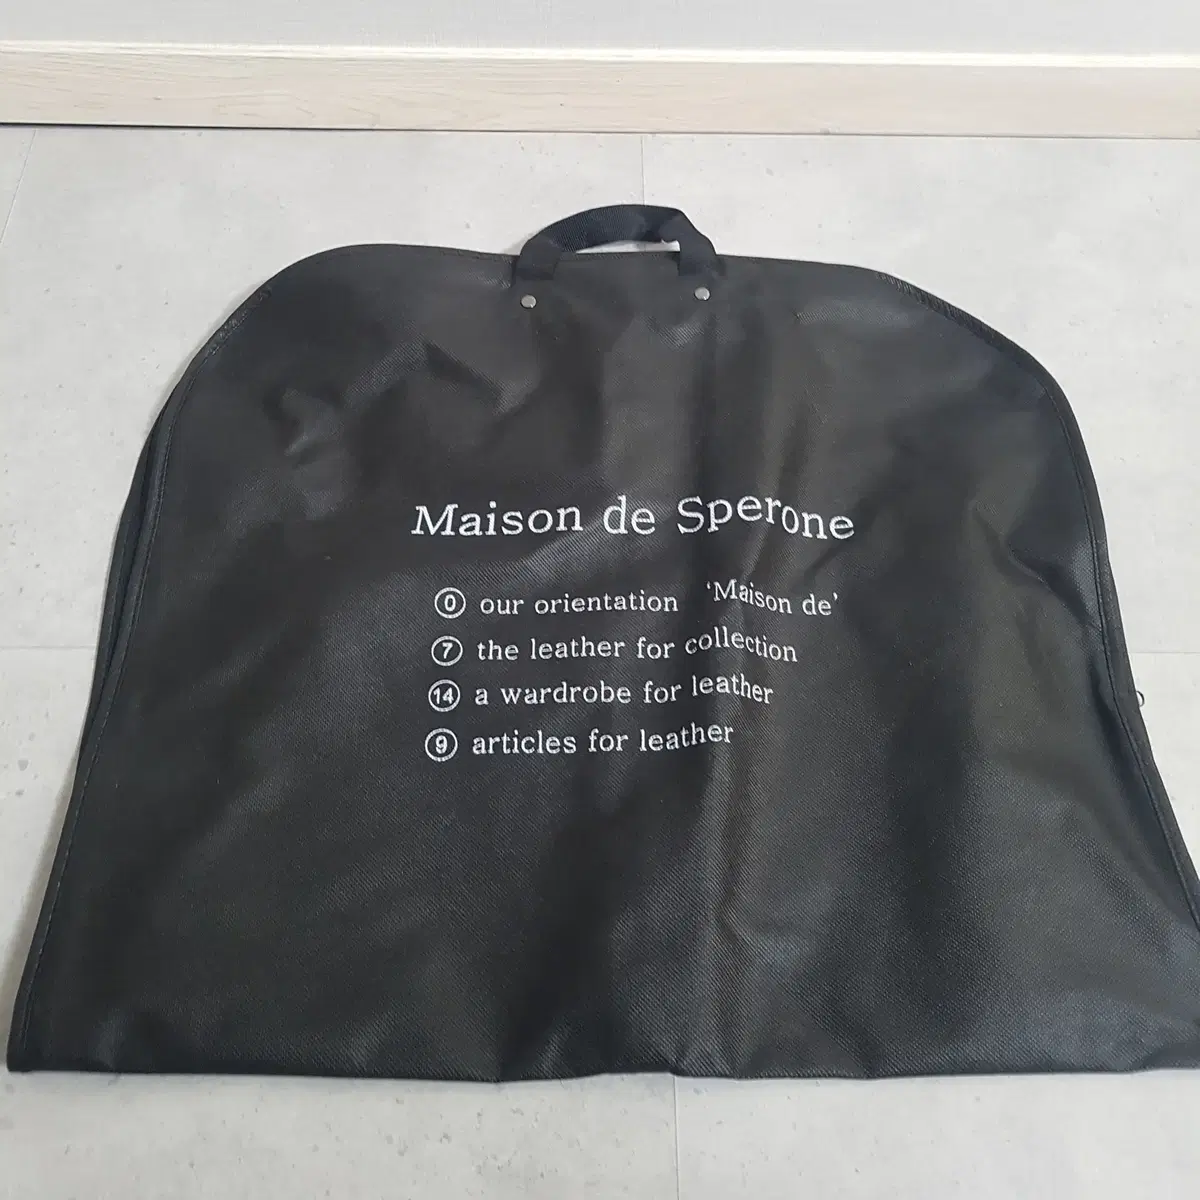 Maison de Sperone
⓪ our orientation ‘Maison de’
⑦ the leather for collection
⑭ a wardrobe for leather
⑨ articles for leather